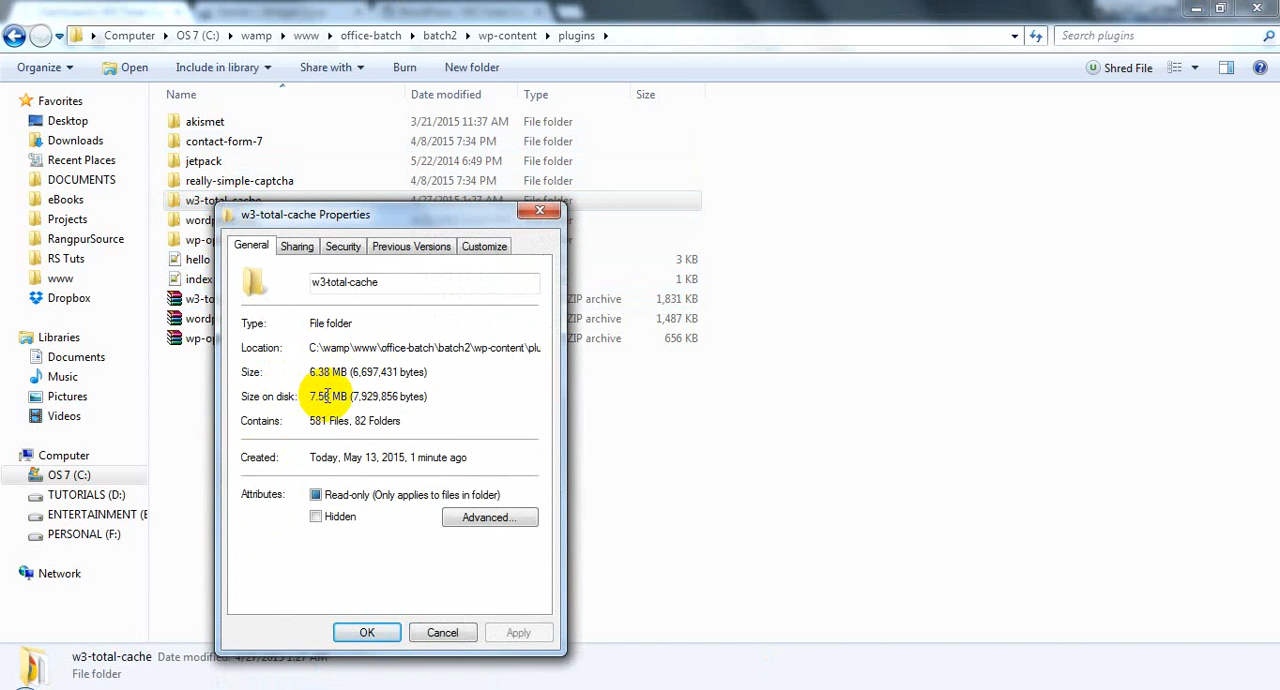 Computer OS 7 (C:) wamp www office-batch batch2 wp-content plugins Search plugins
Organize Open Include in library Share with Burn New folder Shred File
Name Date modified Type Size
Favorites
Desktop
Downloads
Recent Places
DOCUMENTS
eBooks
Projects
RangpurSource
RS Tuts
www
Dropbox
Libraries
Documents
Music
Pictures
Videos
Computer
OS 7 (C:)
TUTORIALS (D:)
ENTERTAINMENT (E
PERSONAL (F:)
Network
akismet 3/21/2015 11:37 AM File folder
contact-form-7 4/8/2015 7:34 PM File folder
jetpack 5/22/2014 6:49 PM File folder
really-simple-captcha 4/8/2015 7:34 PM File folder
w3-total-cache 4/27/2015 1:27 AM File folder
wordp
wp-op
hello 3 KB
index 1 KB
w3-to ZIP archive 1,831 KB
wordp ZIP archive 1,487 KB
wp-op ZIP archive 656 KB
w3-total-cache Properties
General Sharing Security Previous Versions Customize
w3-total-cache
Type: File folder
Location: C:\wamp\www\office-batch\batch2\wp-content\plu
Size: 6.38 MB (6,697,431 bytes)
Size on disk: 7.56 MB (7,929,856 bytes)
Contains: 581 Files, 82 Folders
Created: Today, May 13, 2015, 1 minute ago
Attributes: Read-only (Only applies to files in folder)
Hidden Advanced...
OK Cancel Apply
w3-total-cache Date modified: 4/27/2015 1:27 AM
File folder